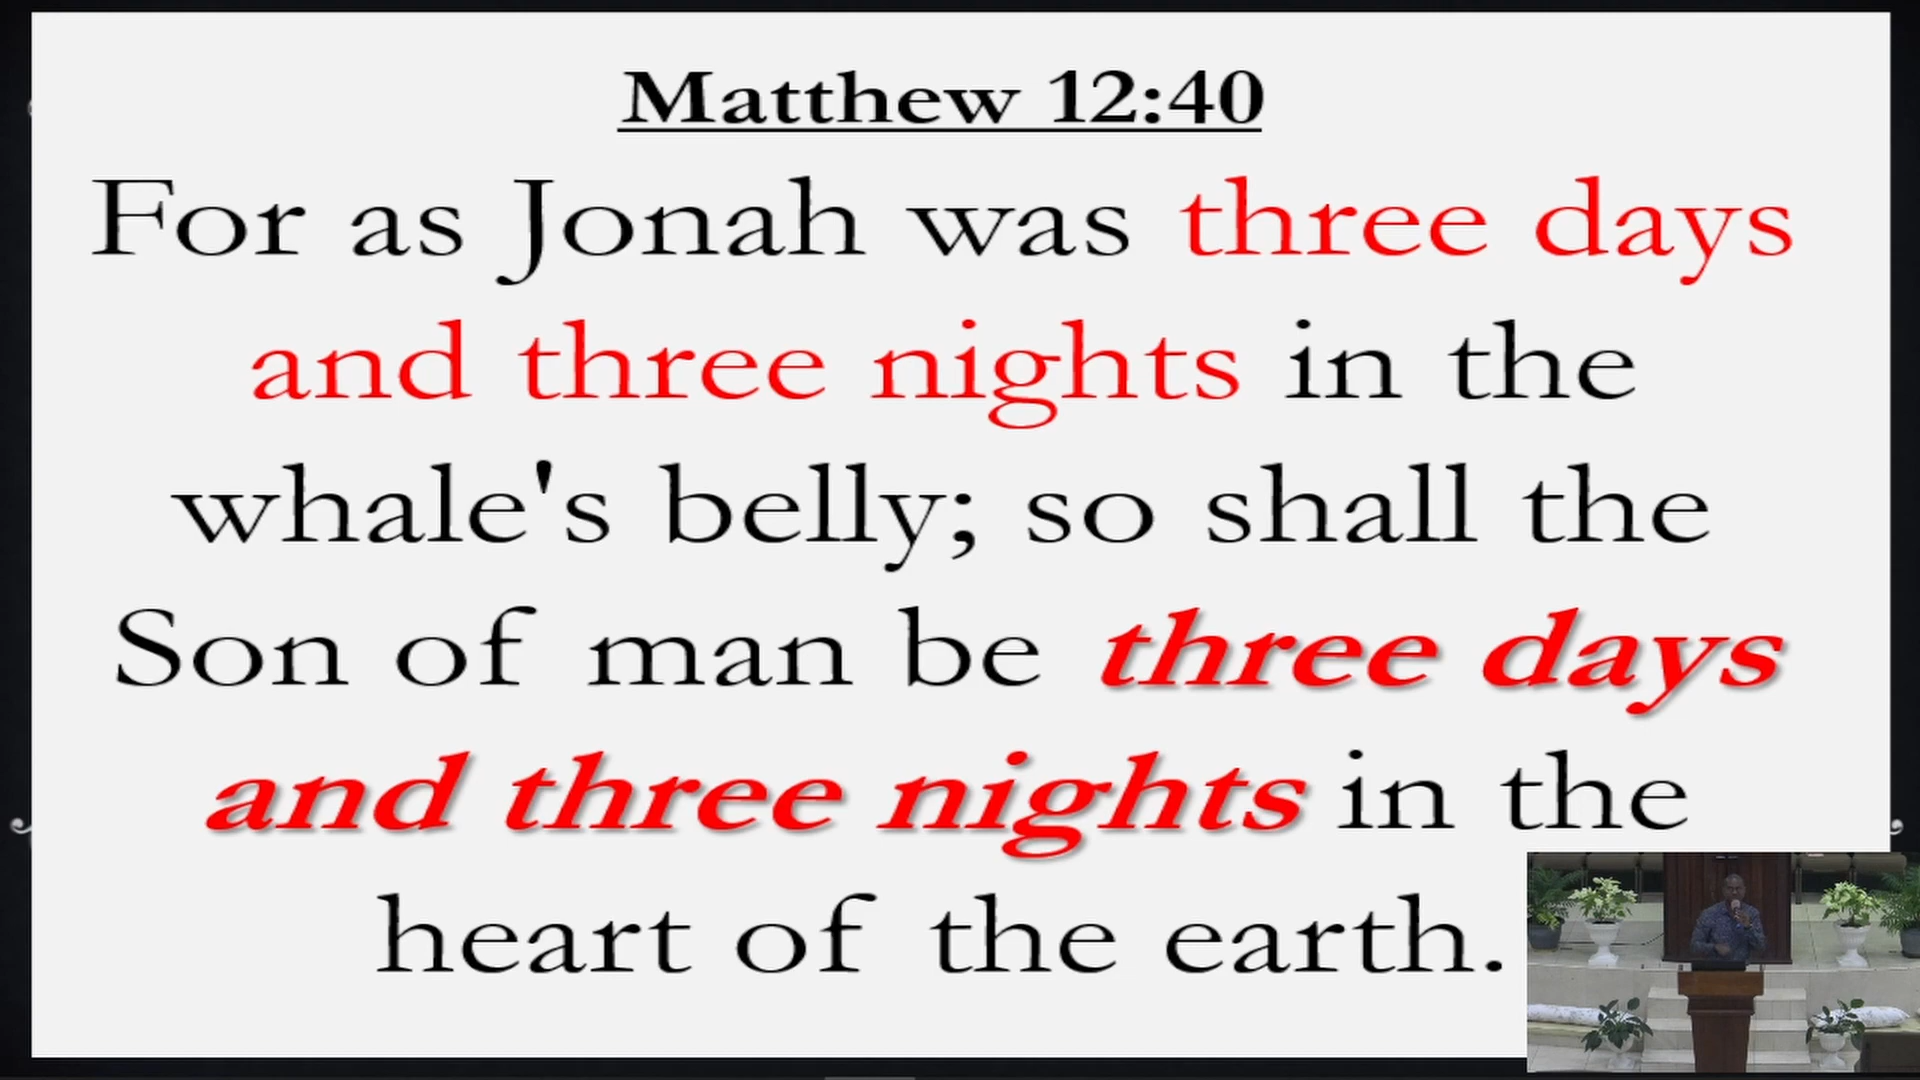 Matthew 12:40
For as Jonah was three days
and three nights in the
whale's belly; so shall the
Son of man be three days
and three nights in the
heart of the earth.